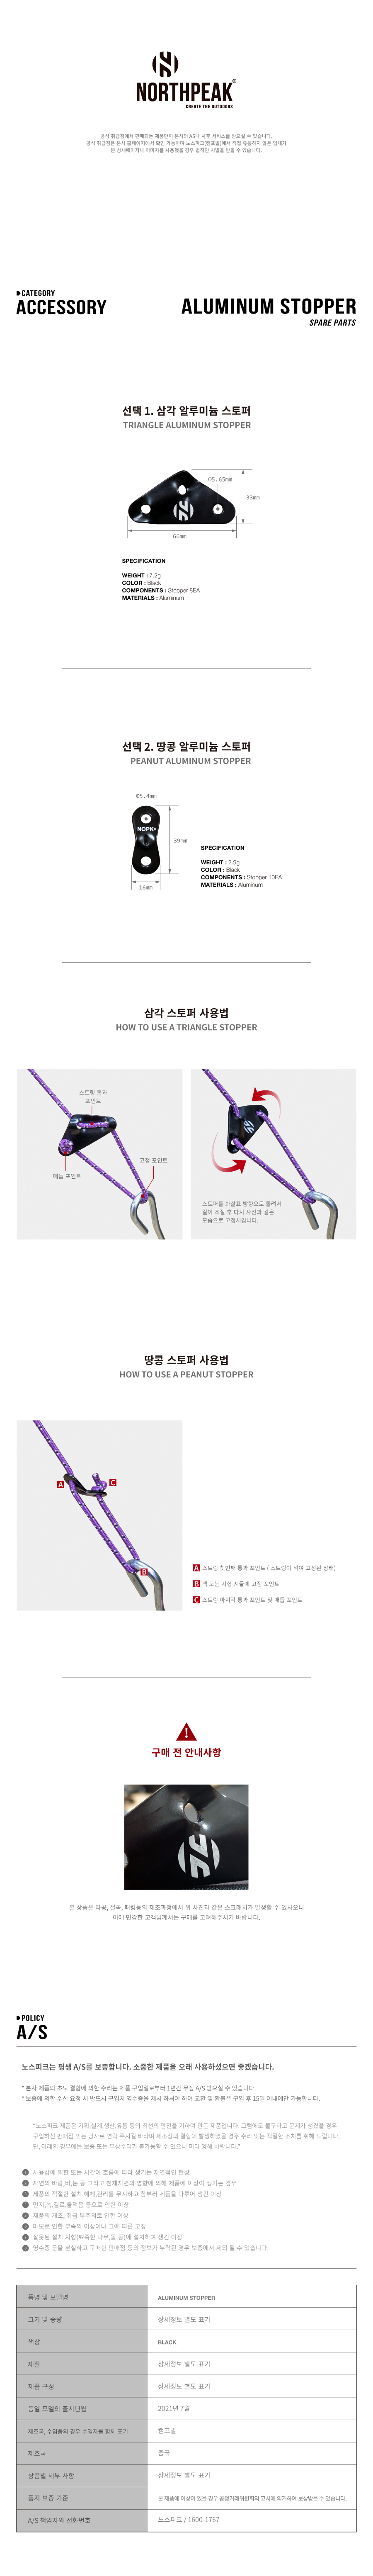 NORTHPEAK®
CREATE THE OUTDOORS
공식 취급점에서 판매되는 제품만이 본사의 AS나 사후 서비스를 받으실 수 있습니다.
공식 취급점은 본사 홈페이지에서 확인 가능하며 노스피크(캠프빌)에서 직접 유통하지 않은 업체가
본 상세페이지나 이미지를 사용했을 경우 법적인 처벌을 받을 수 있습니다.
CATEGORY
ACCESSORY
ALUMINUM STOPPER
SPARE PARTS
선택 1. 삼각 알루미늄 스토퍼
TRIANGLE ALUMINUM STOPPER
Φ5.65mm
33mm
66mm
SPECIFICATION
WEIGHT : 7.2g
COLOR : Black
COMPONENTS : Stopper 8EA
MATERIALS : Aluminum
선택 2. 땅콩 알루미늄 스토퍼
PEANUT ALUMINUM STOPPER
Φ5.4mm
NOPK
39mm
16mm
SPECIFICATION
WEIGHT : 2.9g
COLOR : Black
COMPONENTS : Stopper 10EA
MATERIALS : Aluminum
삼각 스토퍼 사용법
HOW TO USE A TRIANGLE STOPPER
스트링 통과
포인트
고정 포인트
매듭 포인트
스토퍼를 화살표 방향으로 돌려서
길이 조절 후 다시 사진과 같은
모습으로 고정시킵니다.
땅콩 스토퍼 사용법
HOW TO USE A PEANUT STOPPER
A
C
B
A 스트링 첫번째 통과 포인트 ( 스트링이 꺽여 고정된 상태)
B 팩 또는 지형 지물에 고정 포인트
C 스트링 마지막 통과 포인트 및 매듭 포인트
구매 전 안내사항
본 상품은 타공, 절곡, 패킹등의 제조과정에서 위 사진과 같은 스크래치가 발생할 수 있사오니
이에 민감한 고객님께서는 구매를 고려해주시기 바랍니다.
POLICY
A/S
노스피크는 평생 A/S를 보증합니다. 소중한 제품을 오래 사용하셨으면 좋겠습니다.
* 본사 제품의 초도 결함에 의한 수리는 제품 구입일로부터 1년간 무상 A/S 받으실 수 있습니다.
* 보증에 의한 수선 요청 시 반드시 구입처 영수증을 제시 하셔야 하며 교환 및 환불은 구입 후 15일 이내에만 가능합니다.
"노스피크 제품은 기획,설계,생산,유통 등의 최선의 만전을 기하여 만든 제품입니다. 그럼에도 불구하고 문제가 생겼을 경우
구입하신 판매점 또는 당사로 연락 주시길 바라며 제조상의 결함이 발생하였을 경우 수리 또는 적절한 조치를 취해 드립니다.
단, 아래의 경우에는 보증 또는 무상수리가 불가능할 수 있으니 미리 양해 바랍니다."
1 사용감에 의한 또는 시간이 흐름에 따라 생기는 자연적인 현상
2 자연의 바람,비,눈 등 그리고 천재지변의 영향에 의해 제품에 이상이 생기는 경우
3 제품의 적절한 설치,해체,관리를 무시하고 함부러 제품을 다루어 생긴 이상
4 먼지,녹,결로,물먹음 등으로 인한 이상
5 제품의 개조, 취급 부주의로 인한 이상
6 마모로 인한 부속의 이상이나 그에 따른 고장
7 잘못된 설치 지형(뾰족한 나무,돌 등)에 설치하여 생긴 이상
8 영수증 등을 분실하고 구매한 판매점 등의 정보가 누락된 경우 보증에서 제외 될 수 있습니다.
품명 및 모델명 ALUMINUM STOPPER
크기 및 중량 상세정보 별도 표기
색상 BLACK
재질 상세정보 별도 표기
제품 구성 상세정보 별도 표기
동일 모델의 출시년월 2021년 7월
제조국, 수입품의 경우 수입자를 함께 표기 캠프빌
제조국 중국
상품별 세부 사항 상세정보 별도 표기
품지 보증 기준 본 제품에 이상이 있을 경우 공정거래위원회의 고시에 의거하여 보상받을 수 있습니다.
A/S 책임자와 전화번호 노스피크 / 1600-1767